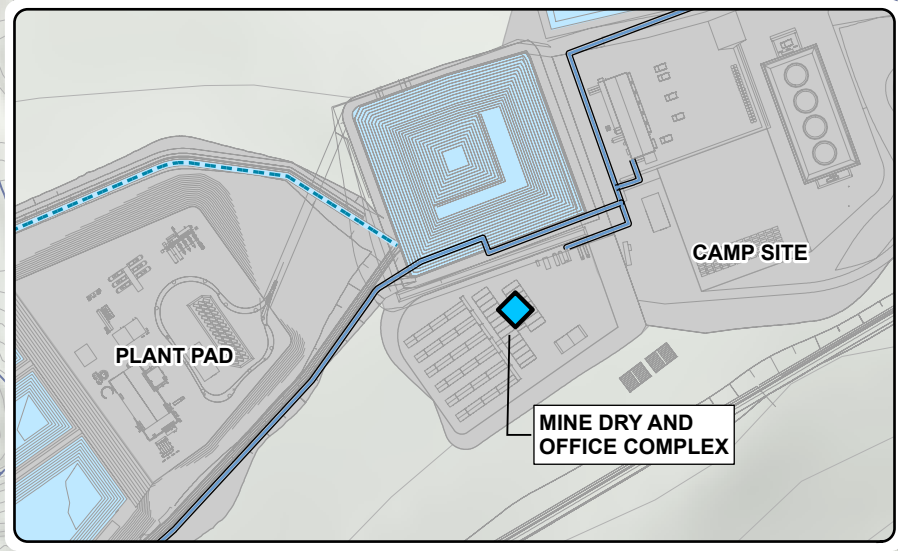 CAMP SITE
PLANT PAD
MINE DRY AND
OFFICE COMPLEX